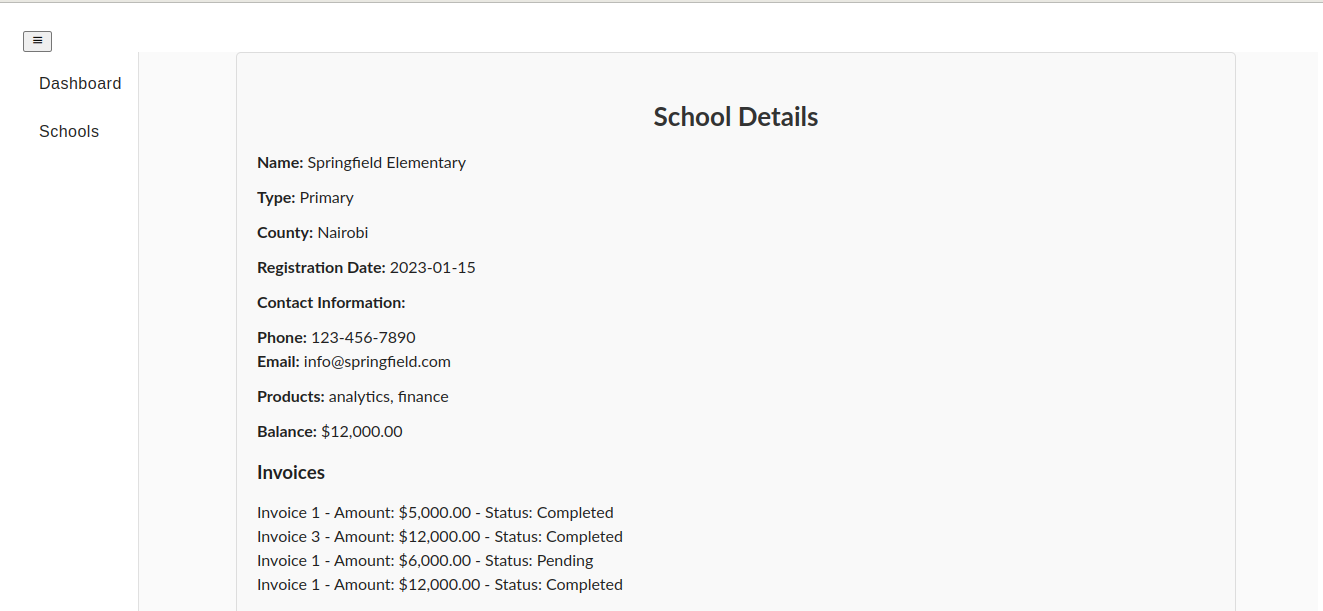 ≡
Dashboard
Schools
School Details
Name: Springfield Elementary
Type: Primary
County: Nairobi
Registration Date: 2023-01-15
Contact Information:
Phone: 123-456-7890
Email: info@springfield.com
Products: analytics, finance
Balance: $12,000.00
Invoices
Invoice 1 - Amount: $5,000.00 - Status: Completed
Invoice 3 - Amount: $12,000.00 - Status: Completed
Invoice 1 - Amount: $6,000.00 - Status: Pending
Invoice 1 - Amount: $12,000.00 - Status: Completed